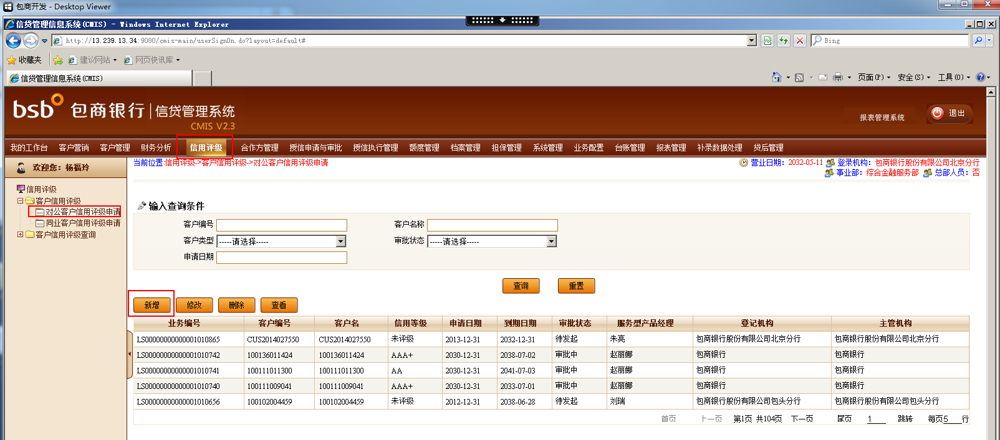 包商开发 - Desktop Viewer
信贷管理信息系统(CMIS) - Windows Internet Explorer
http://13.239.13.34:9080/cmis-main/userSignOn.do?layout=default#
Bing
收藏夹 建议网站 网页快讯库
信贷管理信息系统(CMIS)
页面(P) 安全(S) 工具(O)
bsb 包商银行 信贷管理系统
CMIS V2.3
报表管理系统 退出
我的工作台 客户营销 客户管理 财务分析 信用评级 合作方管理 授信申请与审批 授信执行管理 额度管理 档案管理 担保管理 系统管理 业务配置 台账管理 报表管理 补录数据处理 贷后管理
欢迎您：杨福玲
当前位置:信用评级->客户信用评级->对公客户信用评级申请
营业日期: 2032-05-11 登录机构: 包商银行股份有限公司北京分行
事业部: 综合金融服务部 总部人员: 否
信用评级
客户信用评级
对公客户信用评级申请
同业客户信用评级申请
客户信用评级查询
输入查询条件
客户编号 客户名称
客户类型 -----请选择----- 审批状态 -----请选择-----
申请日期
查询 重置
新增 修改 删除 查看
业务编号 客户编号 客户名 信用等级 申请日期 到期日期 审批状态 服务型产品经理 登记机构 主管机构
LS00000000000001010865 CUS2014027550 CUS2014027550 未评级 2013-12-31 2032-12-31 待发起 朱亮 包商银行股份有限公司北京分行 包商银行股份有限公司北京分行
LS00000000000001010742 100136011424 100136011424 AAA+ 2030-12-31 2038-07-02 审批中 赵丽娜 包商银行 包商银行
LS00000000000001010741 100111011300 100111011300 AA 2030-12-31 2041-07-03 审批中 赵丽娜 包商银行 包商银行
LS00000000000001010740 100111009041 100111009041 AAA+ 2030-12-31 2033-07-01 审批中 赵丽娜 包商银行 包商银行
LS00000000000001010656 100102004459 100102004459 未评级 2012-12-31 2038-06-28 待发起 刘瑞 包商银行股份有限公司包头分行 包商银行股份有限公司包头分行
首页 上一页 第1页 共104页 下一页 尾页 1 跳转 每页5 行